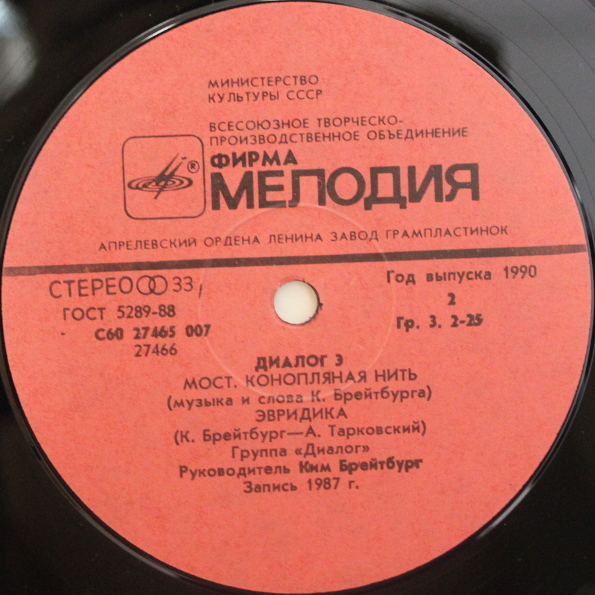 МИНИСТЕРСТВО
КУЛЬТУРЫ СССР
ВСЕСОЮЗНОЕ ТВОРЧЕСКО-
ПРОИЗВОДСТВЕННОЕ ОБЪЕДИНЕНИЕ
®
ФИРМА
МЕЛОДИЯ
АПРЕЛЕВСКИЙ ОРДЕНА ЛЕНИНА ЗАВОД ГРАМПЛАСТИНОК
СТЕРЕО 33
ГОСТ 5289-88
С60 27465 007
27466
Год выпуска 1990
2
Гр. 3. 2-25
ДИАЛОГ 3
МОСТ. КОНОПЛЯНАЯ НИТЬ
(музыка и слова К. Брейтбурга)
ЭВРИДИКА
(К. Брейтбург—А. Тарковский)
Группа «Диалог»
Руководитель Ким Брейтбург
Запись 1987 г.